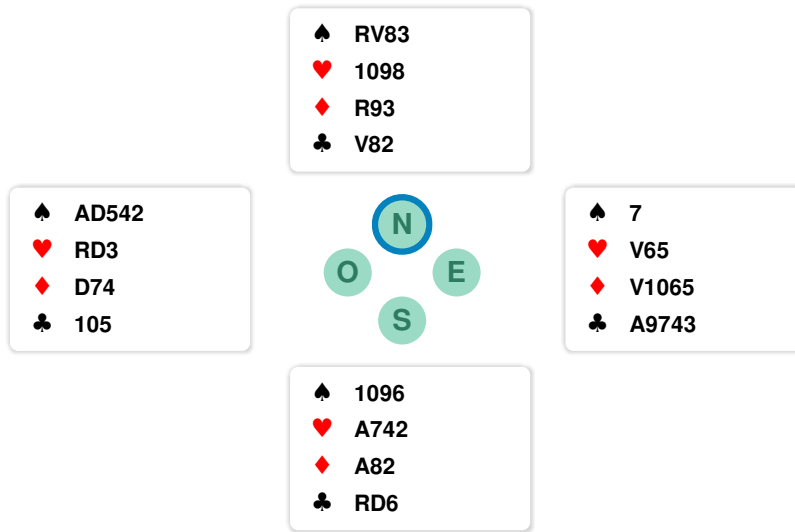 ♠ RV83
♥ 1098
♦ R93
♣ V82
♠ AD542
♥ RD3
♦ D74
♣ 105
N
O E
S
♠ 7
♥ V65
♦ V1065
♣ A9743
♠ 1096
♥ A742
♦ A82
♣ RD6